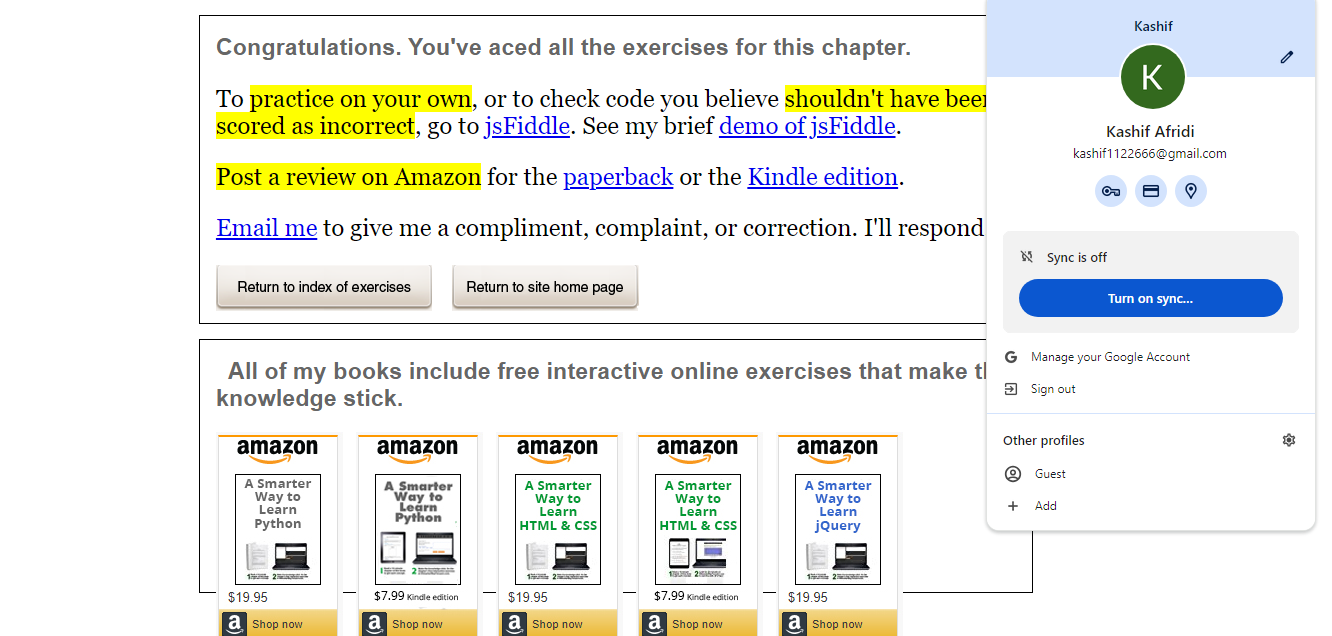 Congratulations. You've aced all the exercises for this chapter.
To practice on your own, or to check code you believe shouldn't have been
scored as incorrect, go to jsFiddle. See my brief demo of jsFiddle.
Post a review on Amazon for the paperback or the Kindle edition.
Email me to give me a compliment, complaint, or correction. I'll respond
Return to index of exercises
Return to site home page
All of my books include free interactive online exercises that make
knowledge stick.
amazon
A Smarter
Way to
Learn
Python
$19.95
Shop now
amazon
A Smarter
Way to
Learn
Python
$7.99 Kindle edition
Shop now
amazon
A Smarter
Way to
Learn
HTML & CSS
$19.95
Shop now
amazon
A Smarter
Way to
Learn
HTML & CSS
$7.99 Kindle edition
Shop now
amazon
A Smarter
Way to
Learn
jQuery
$19.95
Shop now
Kashif
K
Kashif Afridi
kashif1122666@gmail.com
Sync is off
Turn on sync...
Manage your Google Account
Sign out
Other profiles
Guest
Add